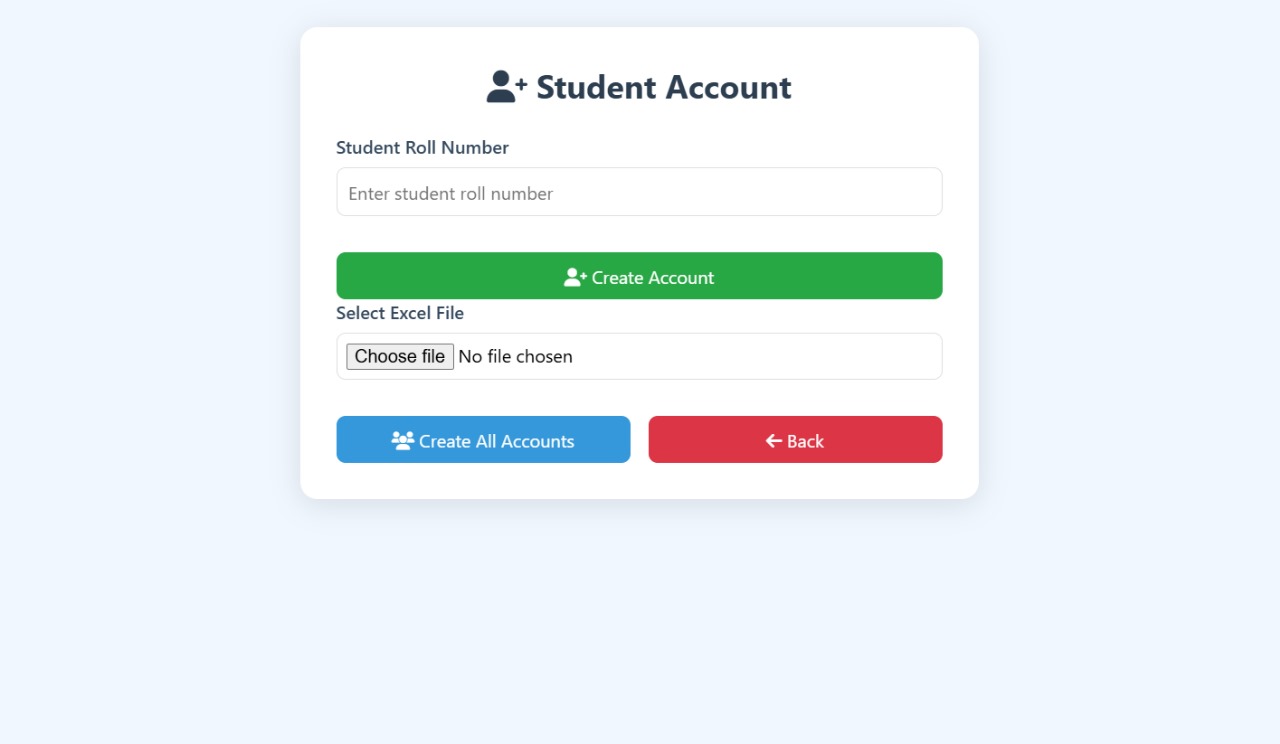 Student Account
Student Roll Number
Enter student roll number
Create Account
Select Excel File
Choose file No file chosen
Create All Accounts
Back